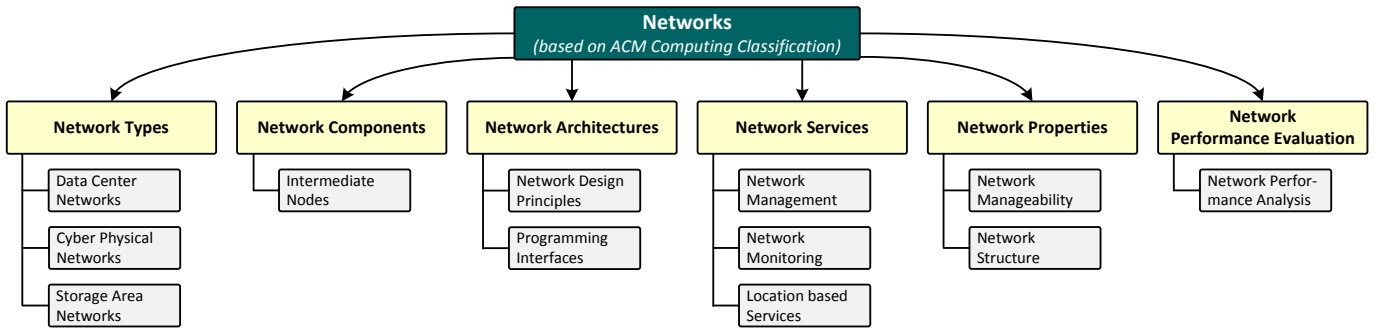 Networks
(based on ACM Computing Classification)
Network Types
Data Center
Networks
Cyber Physical
Networks
Storage Area
Networks
Network Components
Intermediate
Nodes
Network Architectures
Network Design
Principles
Programming
Interfaces
Network Services
Network
Management
Network
Monitoring
Location based
Services
Network Properties
Network
Manageability
Network
Structure
Network
Performance Evaluation
Network Perfor-
mance Analysis